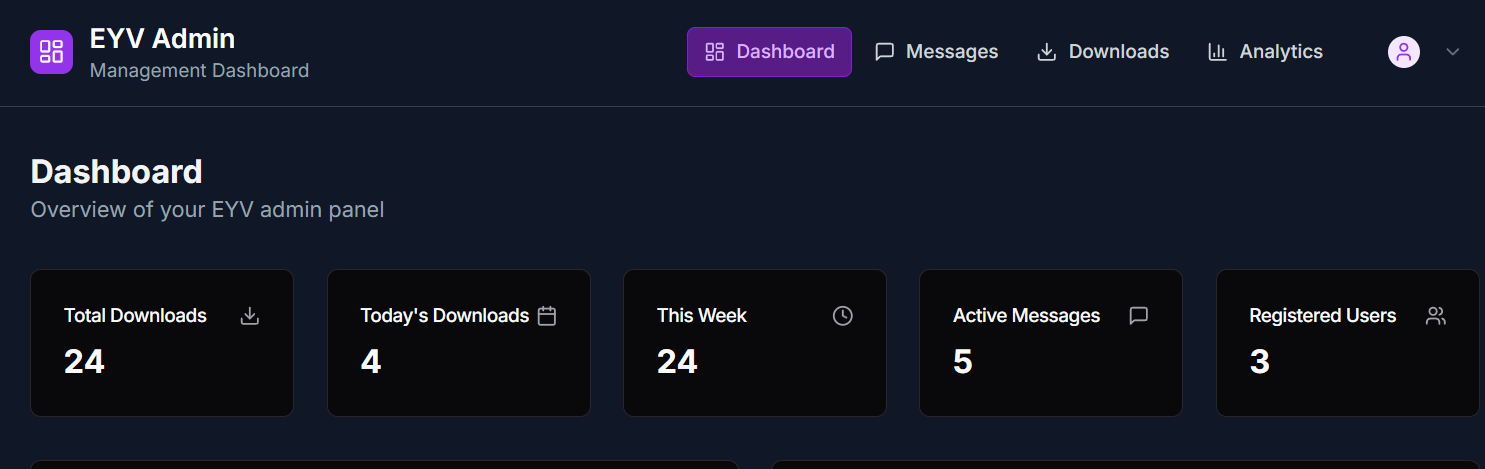 EYV Admin
Management Dashboard
Dashboard
Messages
Downloads
Analytics
Dashboard
Overview of your EYV admin panel
Total Downloads
24
Today's Downloads
4
This Week
24
Active Messages
5
Registered Users
3